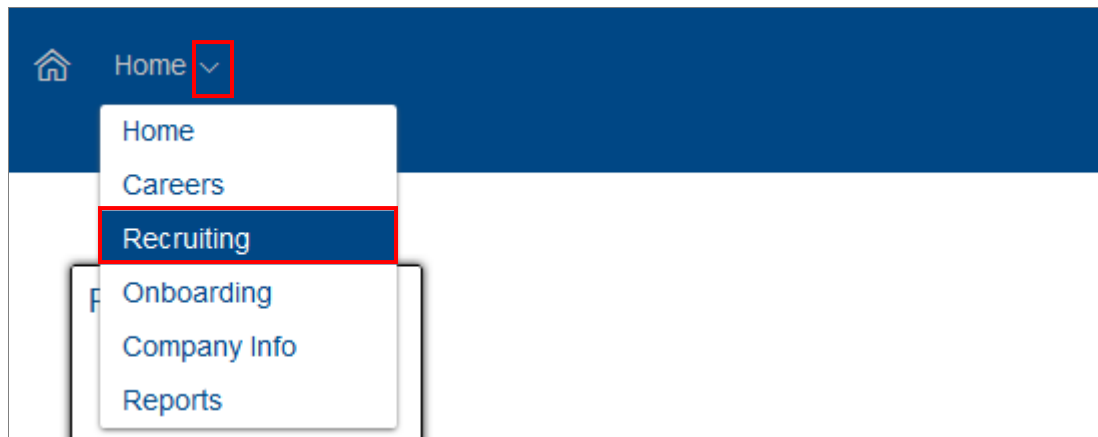 Home
Home
Careers
Recruiting
Onboarding
Company Info
Reports